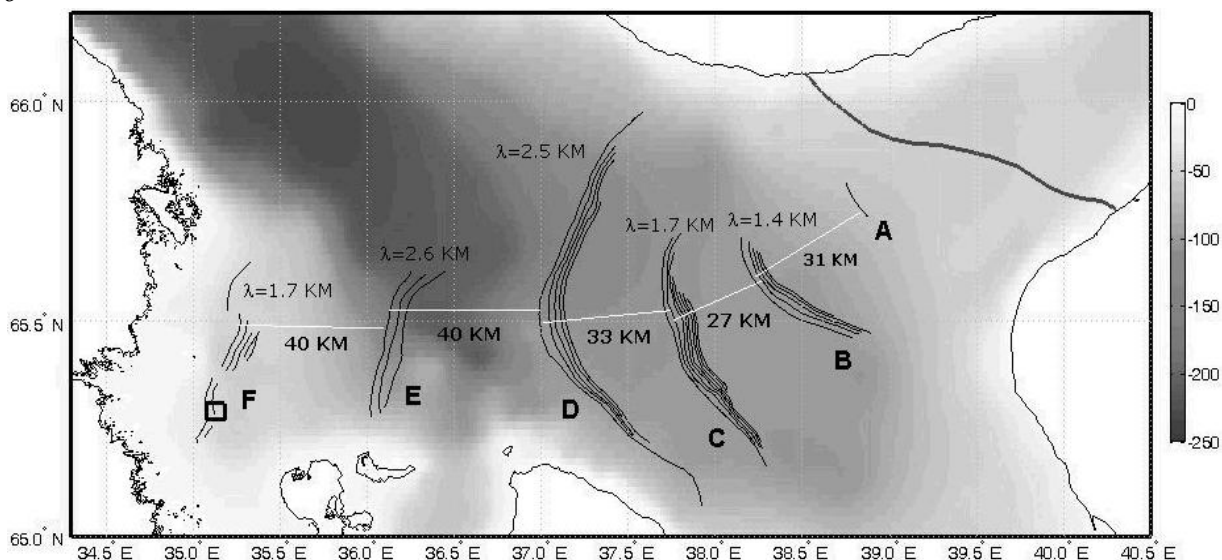 66.0° N
65.5° N
65.0° N
λ=2.5 KM
λ=1.7 KM
λ=1.4 KM
A
λ=2.6 KM
31 KM
λ=1.7 KM
40 KM
40 KM
33 KM
27 KM
B
F
E
D
C
0
-50
-100
-150
-200
-250
34.5° E 35.0° E 35.5° E 36.0° E 36.5° E 37.0° E 37.5° E 38.0° E 38.5° E 39.0° E 39.5° E 40.0° E 40.5° E